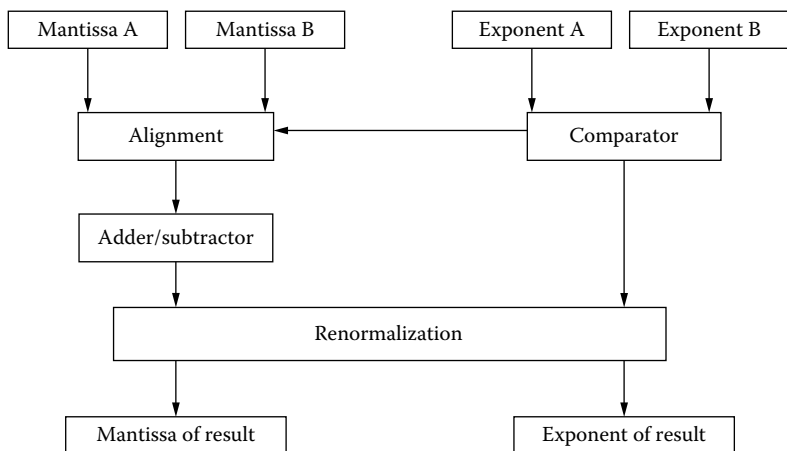 Mantissa A
Mantissa B
Exponent A
Exponent B
Alignment
Comparator
Adder/subtractor
Renormalization
Mantissa of result
Exponent of result